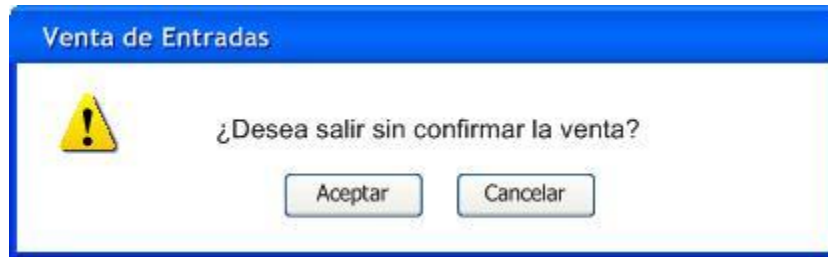 Venta de Entradas
¿Desea salir sin confirmar la venta?
Aceptar Cancelar